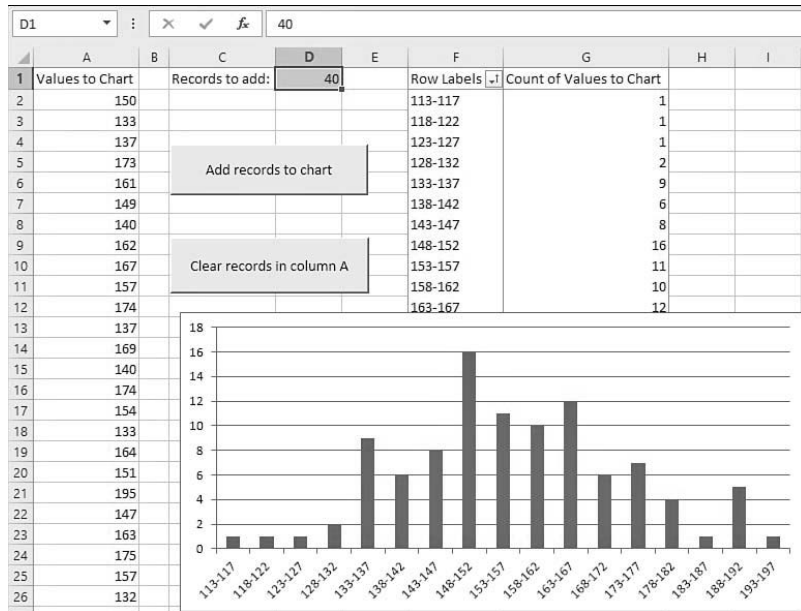 D1 fx 40
A B C D E F G H I
1 Values to Chart Records to add: 40 Row Labels Count of Values to Chart
2 150 113-117 1
3 133 118-122 1
4 137 123-127 1
5 173 128-132 2
6 161 133-137 9
7 149 138-142 6
8 140 143-147 8
9 162 148-152 16
10 167 153-157 11
11 157 158-162 10
12 174 163-167 12
Add records to chart
Clear records in column A
13 137
14 169
15 140
16 174
17 154
18 133
19 164
20 151
21 195
22 147
23 163
24 175
25 157
26 132
18
16
14
12
10
8
6
4
2
0
113-117 118-122 123-127 128-132 133-137 138-142 143-147 148-152 153-157 158-162 163-167 168-172 173-177 178-182 183-187 188-192 193-197